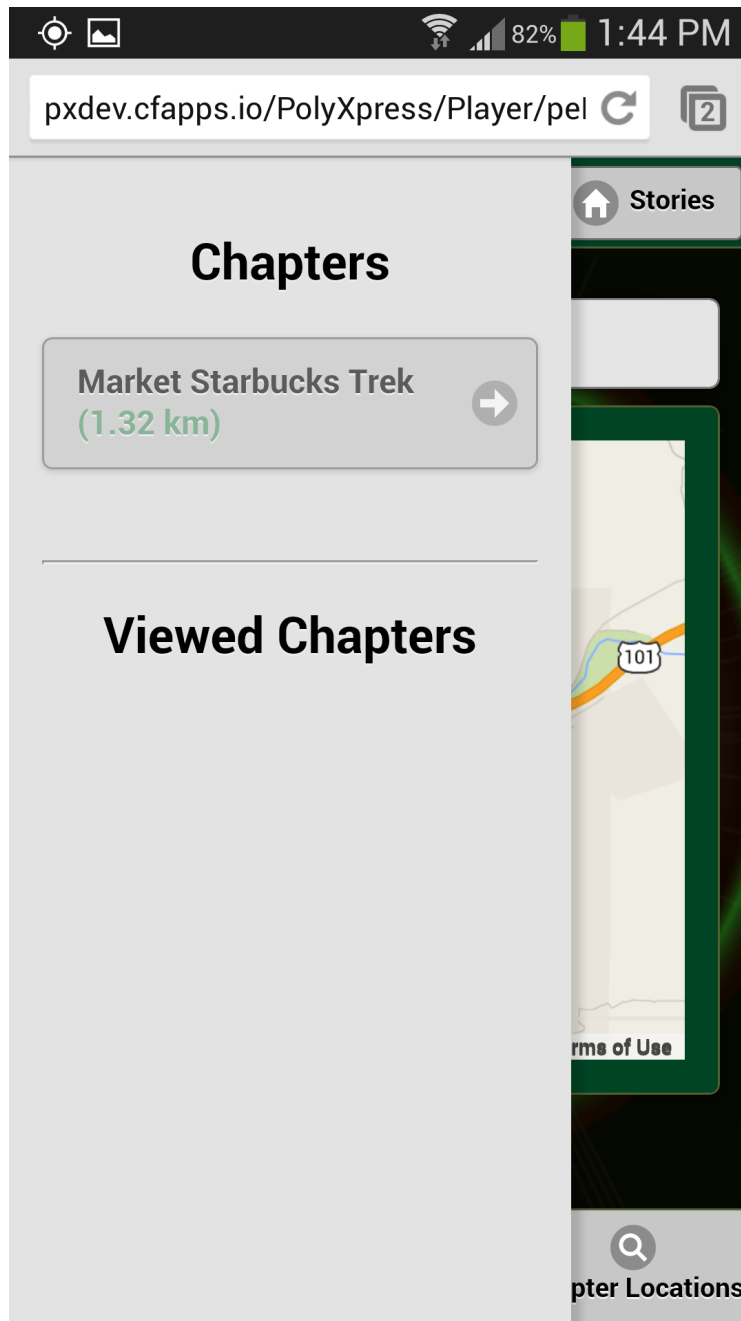 82% 1:44 PM
pxdev.cfapps.io/PolyXpress/Player/pel
2
Stories
Chapters
Market Starbucks Trek
(1.32 km)
Viewed Chapters
101
rms of Use
pter Locations